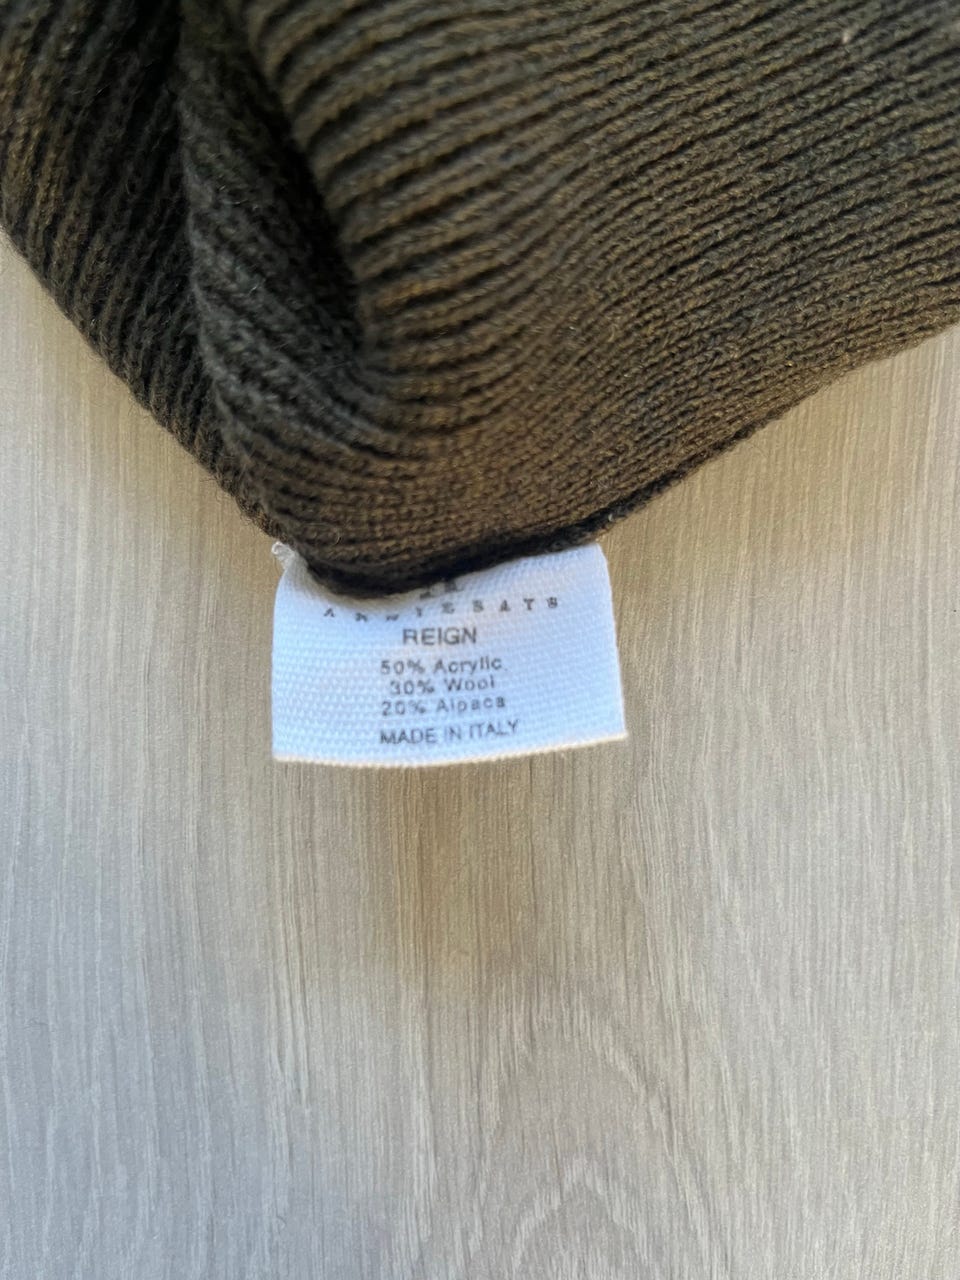 REIGN
50% Acrylic
30% Wool
20% Alpaca
MADE IN ITALY